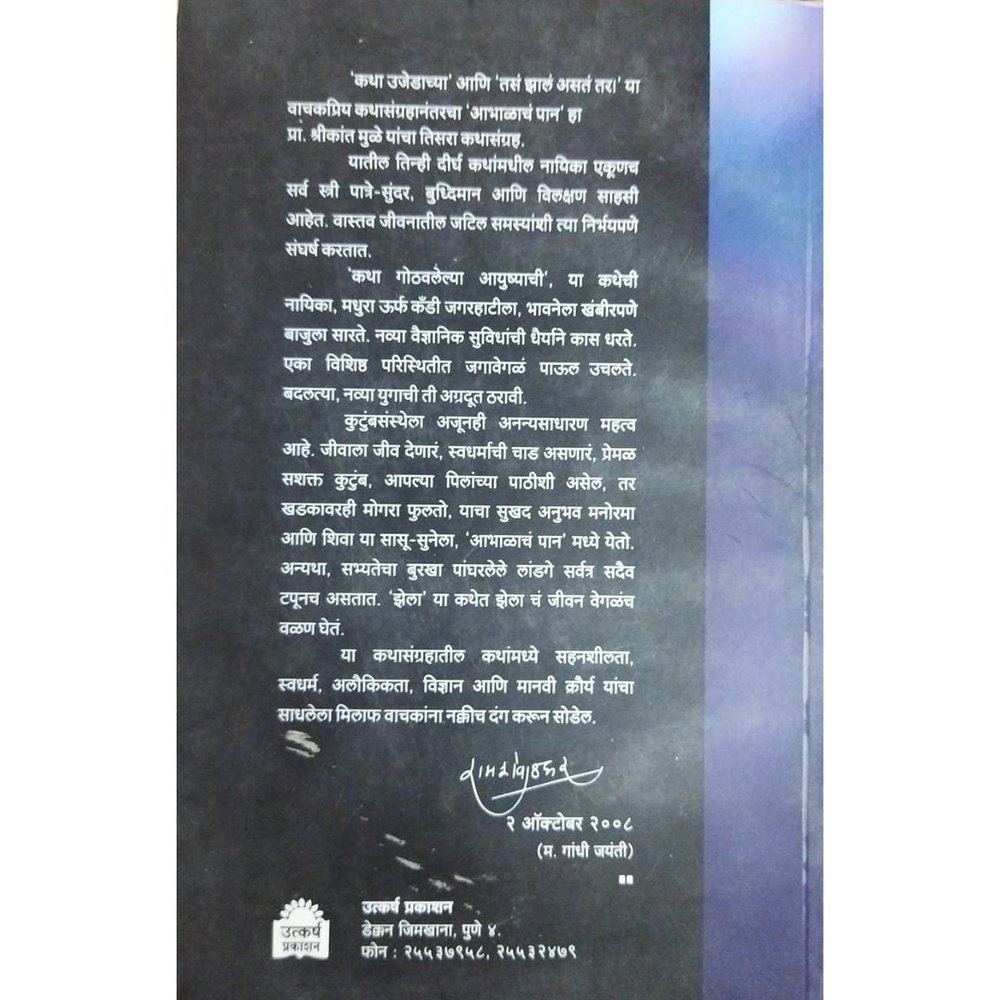 'कथा उजेडाच्या' आणि 'तसं झालं असतं तर!' या
वाचकप्रिय कथासंग्रहानंतरचा 'आभाळाचं पान' हा
प्रा. श्रीकांत मुळे यांचा तिसरा कथासंग्रह.
यातील तिन्ही दीर्घ कथांमधील नायिका एकूणच
सर्व स्त्री पात्रे-सुंदर, बुध्दिमान आणि विलक्षण साहसी
आहेत. वास्तव जीवनातील जटिल समस्यांशी त्या निर्भयपणे
संघर्ष करतात.
'कथा गोठवलेल्या आयुष्याची', या कथेची
नायिका, मधुरा ऊर्फ कँडी जगरहाटीला, भावनेला खंबीरपणे
बाजुला सारते. नव्या वैज्ञानिक सुविधांची धैर्याने कास धरते.
एका विशिष्ठ परिस्थितीत जगावेगळं पाऊल उचलते.
बदलत्या, नव्या युगाची ती अग्रदूत ठरावी.
कुटुंबसंस्थेला अजूनही अनन्यसाधारण महत्व
आहे. जीवाला जीव देणारं, स्वधर्माची चाड असणारं, प्रेमळ
सशक्त कुटुंब, आपल्या पिलांच्या पाठीशी असेल, तर
खडकावरही मोगरा फुलतो, याचा सुखद अनुभव मनोरमा
आणि शिवा या सासू-सुनेला, 'आभाळाचं पान' मध्ये येतो.
अन्यथा, सभ्यतेचा बुरखा पांघरलेले लांडगे सर्वत्र सदैव
टपूनच असतात. 'झेला' या कथेत झेला चं जीवन वेगळंच
वळण घेतं.
या कथासंग्रहातील कथांमध्ये सहनशीलता,
स्वधर्म, अलौकिकता, विज्ञान आणि मानवी क्रौर्य यांचा
साधलेला मिलाफ वाचकांना नक्कीच दंग करून सोडेल.
२ ऑक्टोबर २००८
(म. गांधी जयंती)
उत्कर्ष प्रकाशन
डेक्कन जिमखाना, पुणे ४.
फोन : २५५३७९५८, २५५३२४७९
उत्कर्ष
प्रकाशन